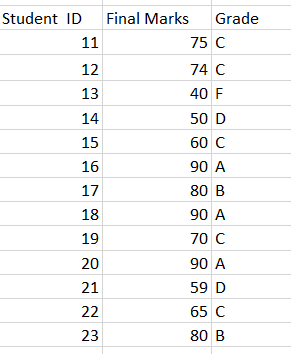 Student  ID Final Marks Grade
11 75 C
12 74 C
13 40 F
14 50 D
15 60 C
16 90 A
17 80 B
18 90 A
19 70 C
20 90 A
21 59 D
22 65 C
23 80 B